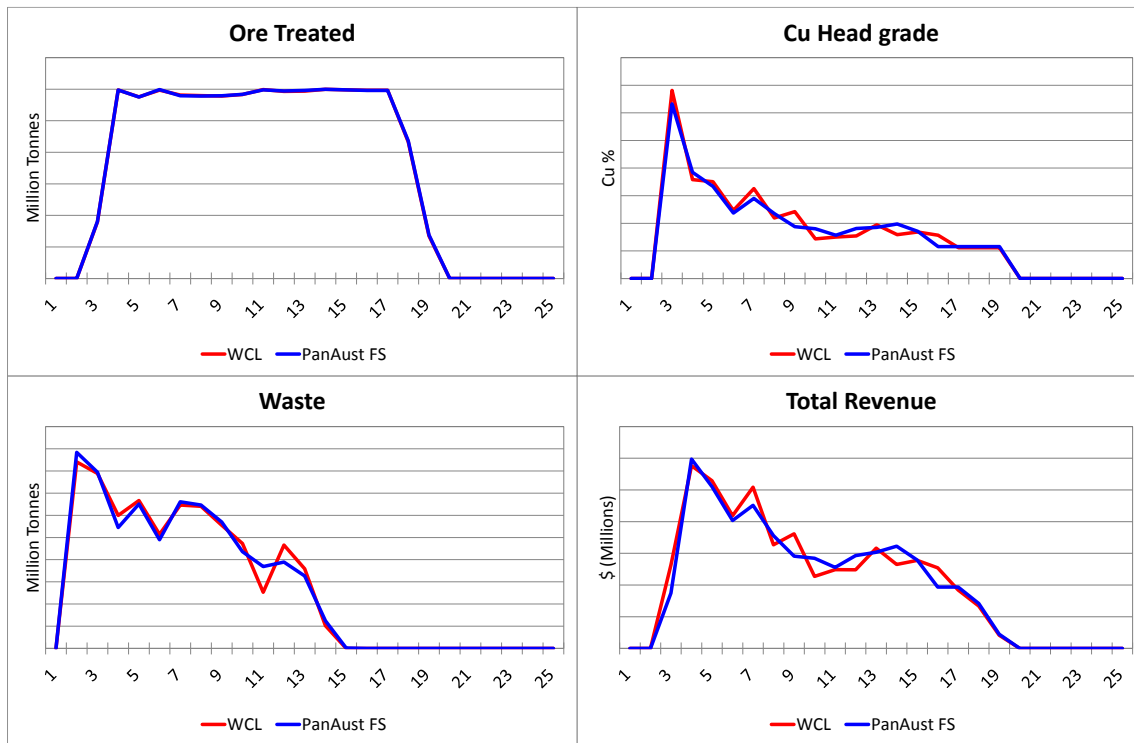 Ore Treated
Million Tonnes
1 3 5 7 9 11 13 15 17 19 21 23 25
WCL PanAust FS
Cu Head grade
Cu %
1 3 5 7 9 11 13 15 17 19 21 23 25
WCL PanAust FS
Waste
Million Tonnes
1 3 5 7 9 11 13 15 17 19 21 23 25
WCL PanAust FS
Total Revenue
$ (Millions)
1 3 5 7 9 11 13 15 17 19 21 23 25
WCL PanAust FS